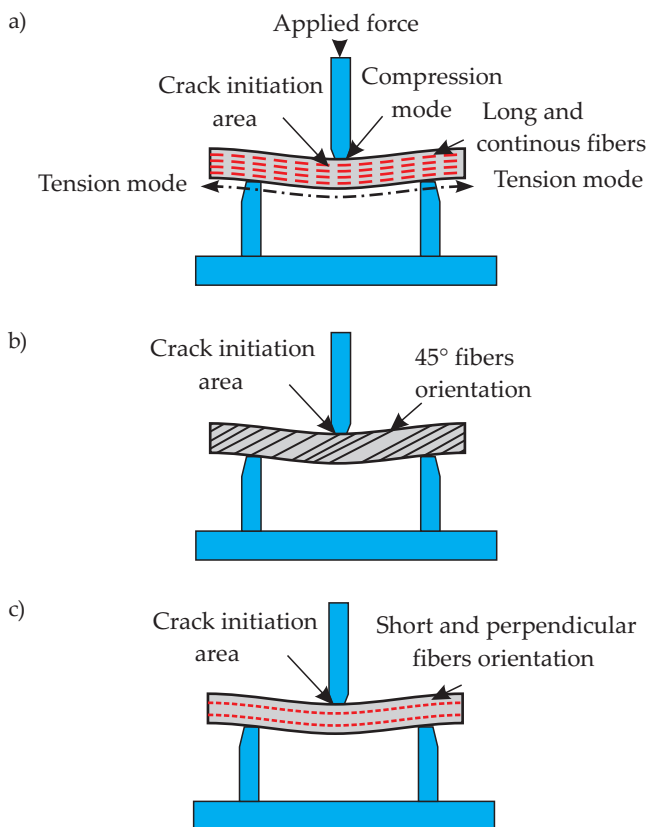 a)
Applied force
Crack initiation
area
Compression
mode
Long and
continous fibers
Tension mode
Tension mode
b)
Crack initiation
area
45° fibers
orientation
c)
Crack initiation
area
Short and perpendicular
fibers orientation